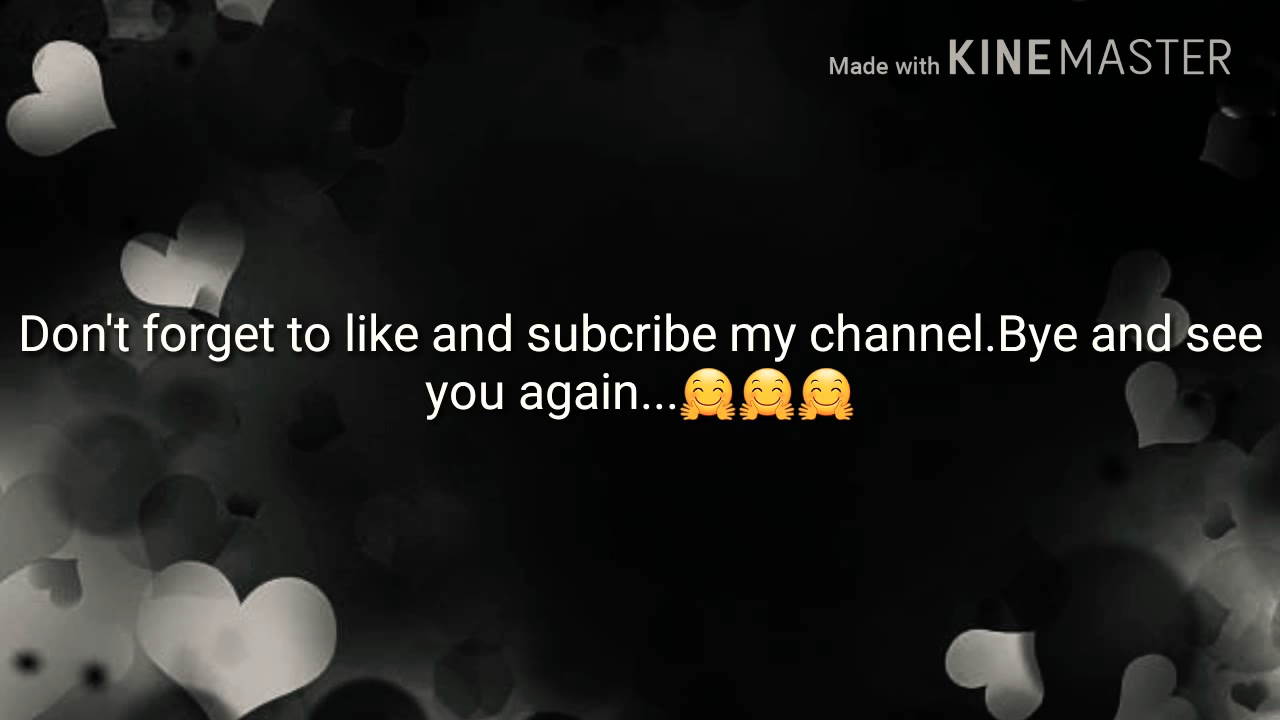 Made with KINEMASTER
Don't forget to like and subcribe my channel.Bye and see
you again...🤗🤗🤗